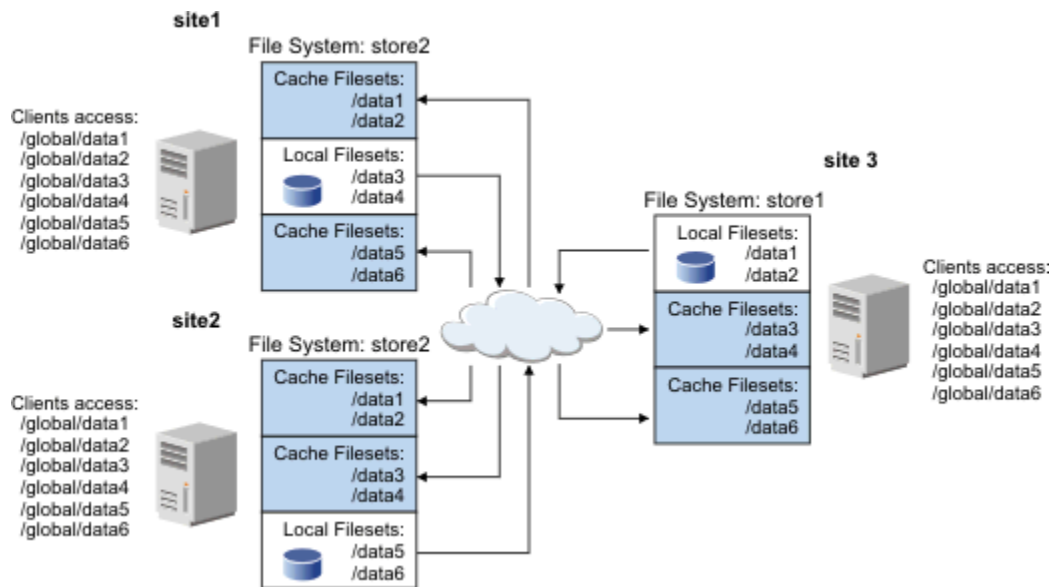 site1
File System: store2
Cache Filesets:
/data1
/data2
Clients access:
/global/data1
/global/data2
/global/data3
/global/data4
/global/data5
/global/data6
Local Filesets:
/data3
/data4
Cache Filesets:
/data5
/data6
site2
File System: store2
Cache Filesets:
/data1
/data2
Clients access:
/global/data1
/global/data2
/global/data3
/global/data4
/global/data5
/global/data6
Cache Filesets:
/data3
/data4
Local Filesets:
/data5
/data6
site 3
File System: store1
Local Filesets:
/data1
/data2
Cache Filesets:
/data3
/data4
Cache Filesets:
/data5
/data6
Clients access:
/global/data1
/global/data2
/global/data3
/global/data4
/global/data5
/global/data6